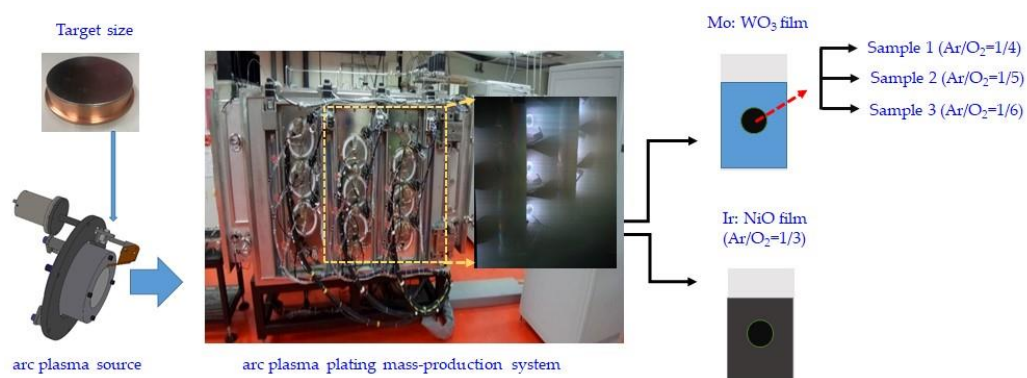 Target size
arc plasma source
arc plasma plating mass-production system
Mo: WO₃ film
Sample 1 (Ar/O₂=1/4)
Sample 2 (Ar/O₂=1/5)
Sample 3 (Ar/O₂=1/6)
Ir: NiO film
(Ar/O₂=1/3)